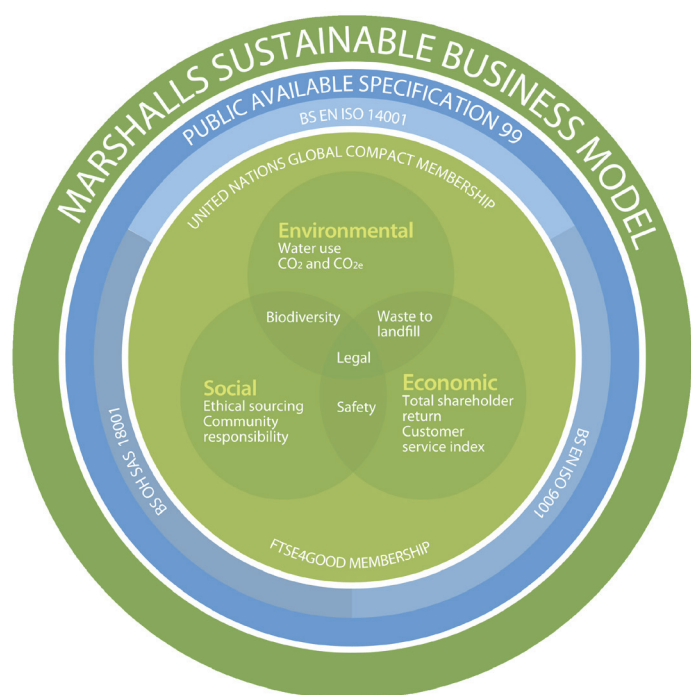 MARSHALLS SUSTAINABLE BUSINESS MODEL
PUBLIC AVAILABLE SPECIFICATION 99
BS EN ISO 14001
UNITED NATIONS GLOBAL COMPACT MEMBERSHIP
Environmental
Water use
CO₂ and CO₂e
Biodiversity
Waste to
landfill
Legal
Social
Ethical sourcing
Community
responsibility
Safety
Economic
Total shareholder
return
Customer
service index
BS OH SAS 18001
BS EN ISO 9001
FTSE4GOOD MEMBERSHIP